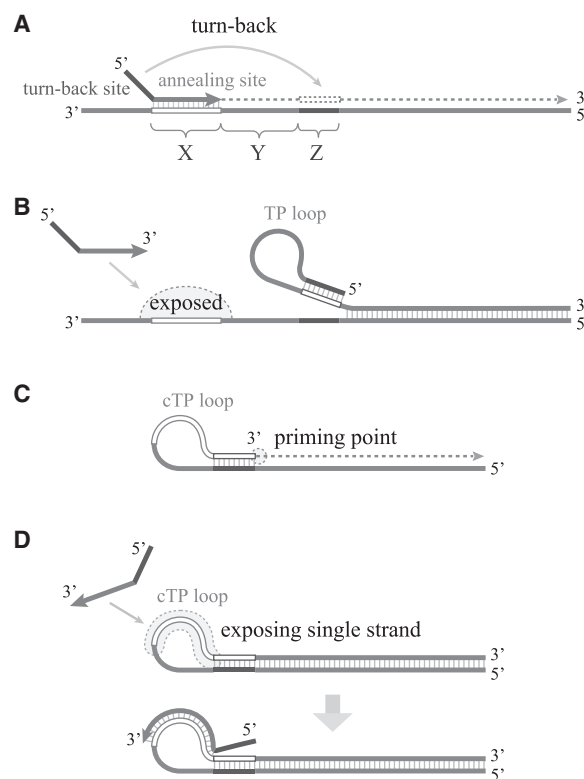 A
turn-back
5'
turn-back site
annealing site
3'
3
5
X Y Z
B
5'
3'
TP loop
5'
exposed
3'
3
5
C
cTP loop
3' priming point
5'
D
5'
3'
cTP loop
exposing single strand
3'
5'
5'
3'
3'
5'